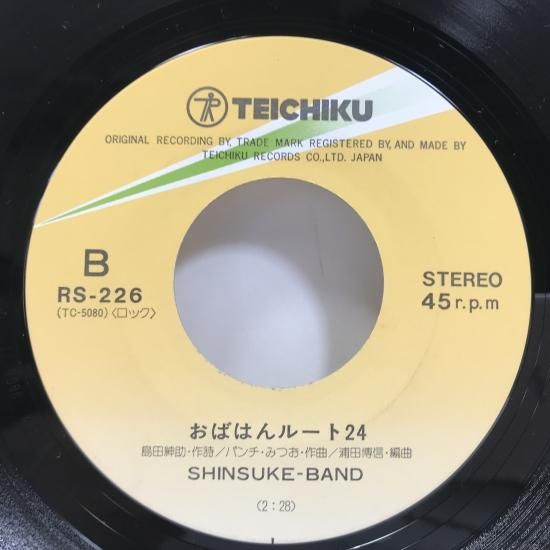 TEICHIKU
ORIGINAL RECORDING BY, TRADE MARK REGISTERED BY, AND MADE BY
TEICHIKU RECORDS CO., LTD. JAPAN
B
RS-226
(TC-5080)〈ロック〉
STEREO
45 r.p.m
おばはんルート24
島田紳助・作詩/パンチ・みつお・作曲/浦田博信・編曲
SHINSUKE-BAND
(2:28)